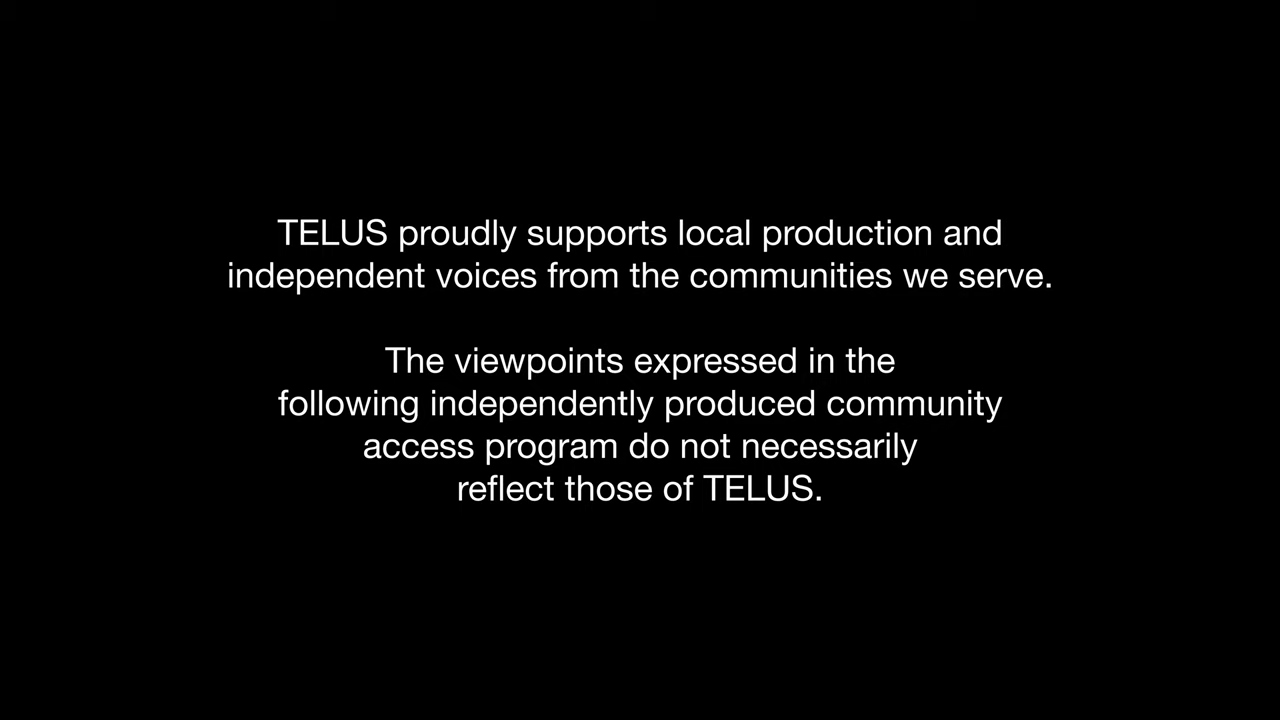 TELUS proudly supports local production and
independent voices from the communities we serve.
The viewpoints expressed in the
following independently produced community
access program do not necessarily
reflect those of TELUS.